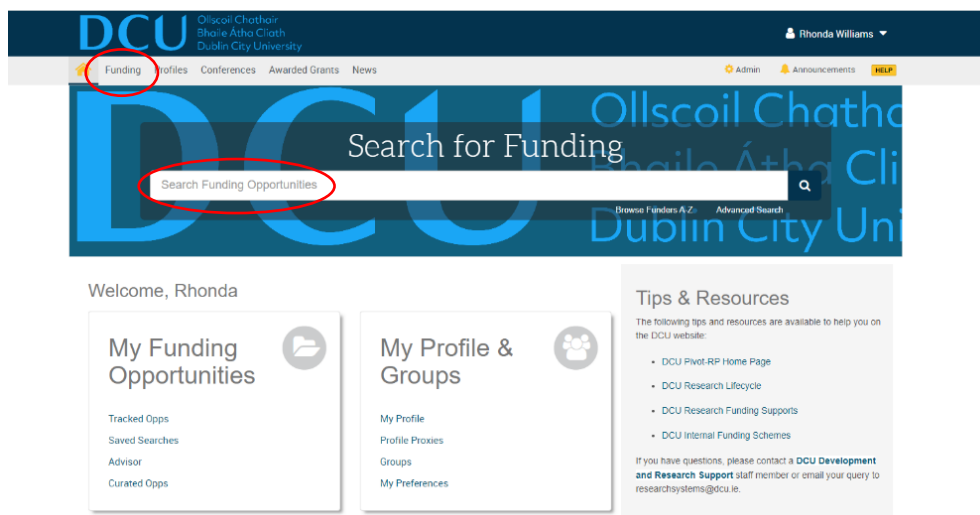 DCU
Ollscoil Chathair
Bhaile Átha Cliath
Dublin City University
Rhonda Williams
Funding Profiles Conferences Awarded Grants News
Admin Announcements HELP
DCU
Ollscoil Chatha
Bhaile Átha Cli
Dublin City Uni
Search for Funding
Search Funding Opportunities
Browse Funders A-Z Advanced Search
Welcome, Rhonda
My Funding
Opportunities
Tracked Opps
Saved Searches
Advisor
Curated Opps
My Profile &
Groups
My Profile
Profile Proxies
Groups
My Preferences
Tips & Resources
The following tips and resources are available to help you on
the DCU website:
• DCU Pivot-RP Home Page
• DCU Research Lifecycle
• DCU Research Funding Supports
• DCU Internal Funding Schemes
If you have questions, please contact a DCU Development
and Research Support staff member or email your query to
researchsystems@dcu.ie.